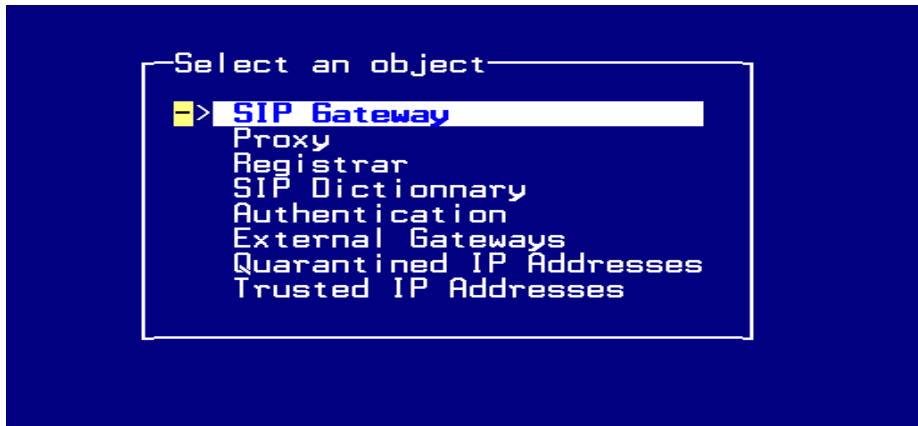 Select an object
-> SIP Gateway
Proxy
Registrar
SIP Dictionnary
Authentication
External Gateways
Quarantined IP Addresses
Trusted IP Addresses